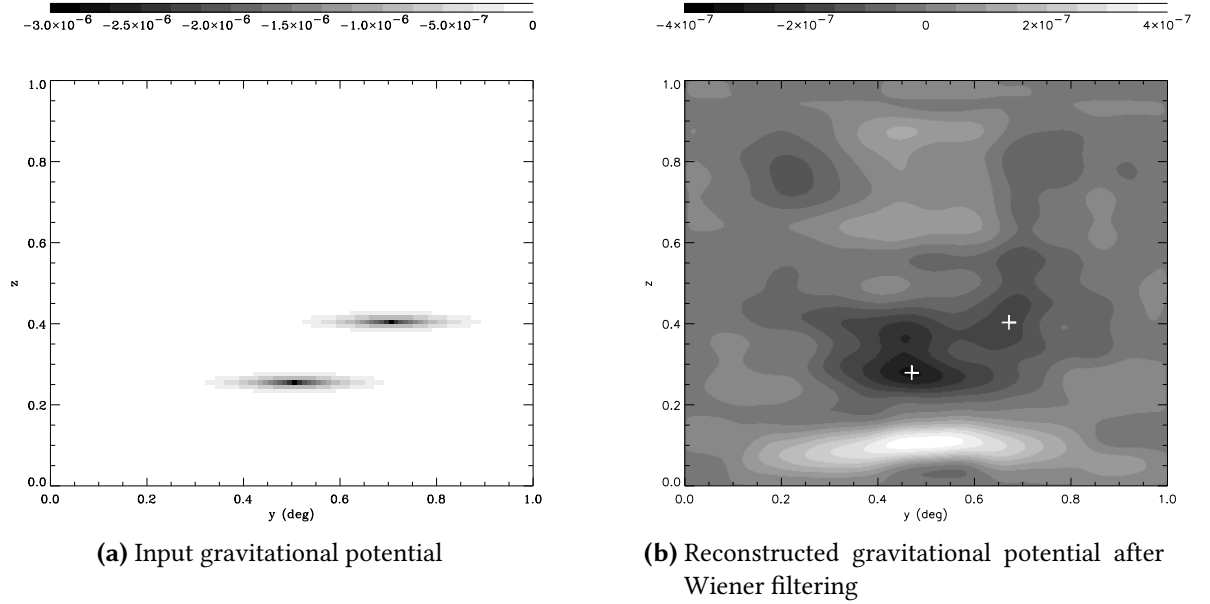 −3.0×10⁻⁶ −2.5×10⁻⁶ −2.0×10⁻⁶ −1.5×10⁻⁶ −1.0×10⁻⁶ −5.0×10⁻⁷ 0
1.0
0.8
0.6
z
0.4
0.2
0.0
0.0 0.2 0.4 0.6 0.8 1.0
y (deg)
(a) Input gravitational potential
−4×10⁻⁷ −2×10⁻⁷ 0 2×10⁻⁷ 4×10⁻⁷
1.0
0.8
0.6
z
0.4
0.2
0.0
0.0 0.2 0.4 0.6 0.8 1.0
y (deg)
(b) Reconstructed gravitational potential after
Wiener filtering